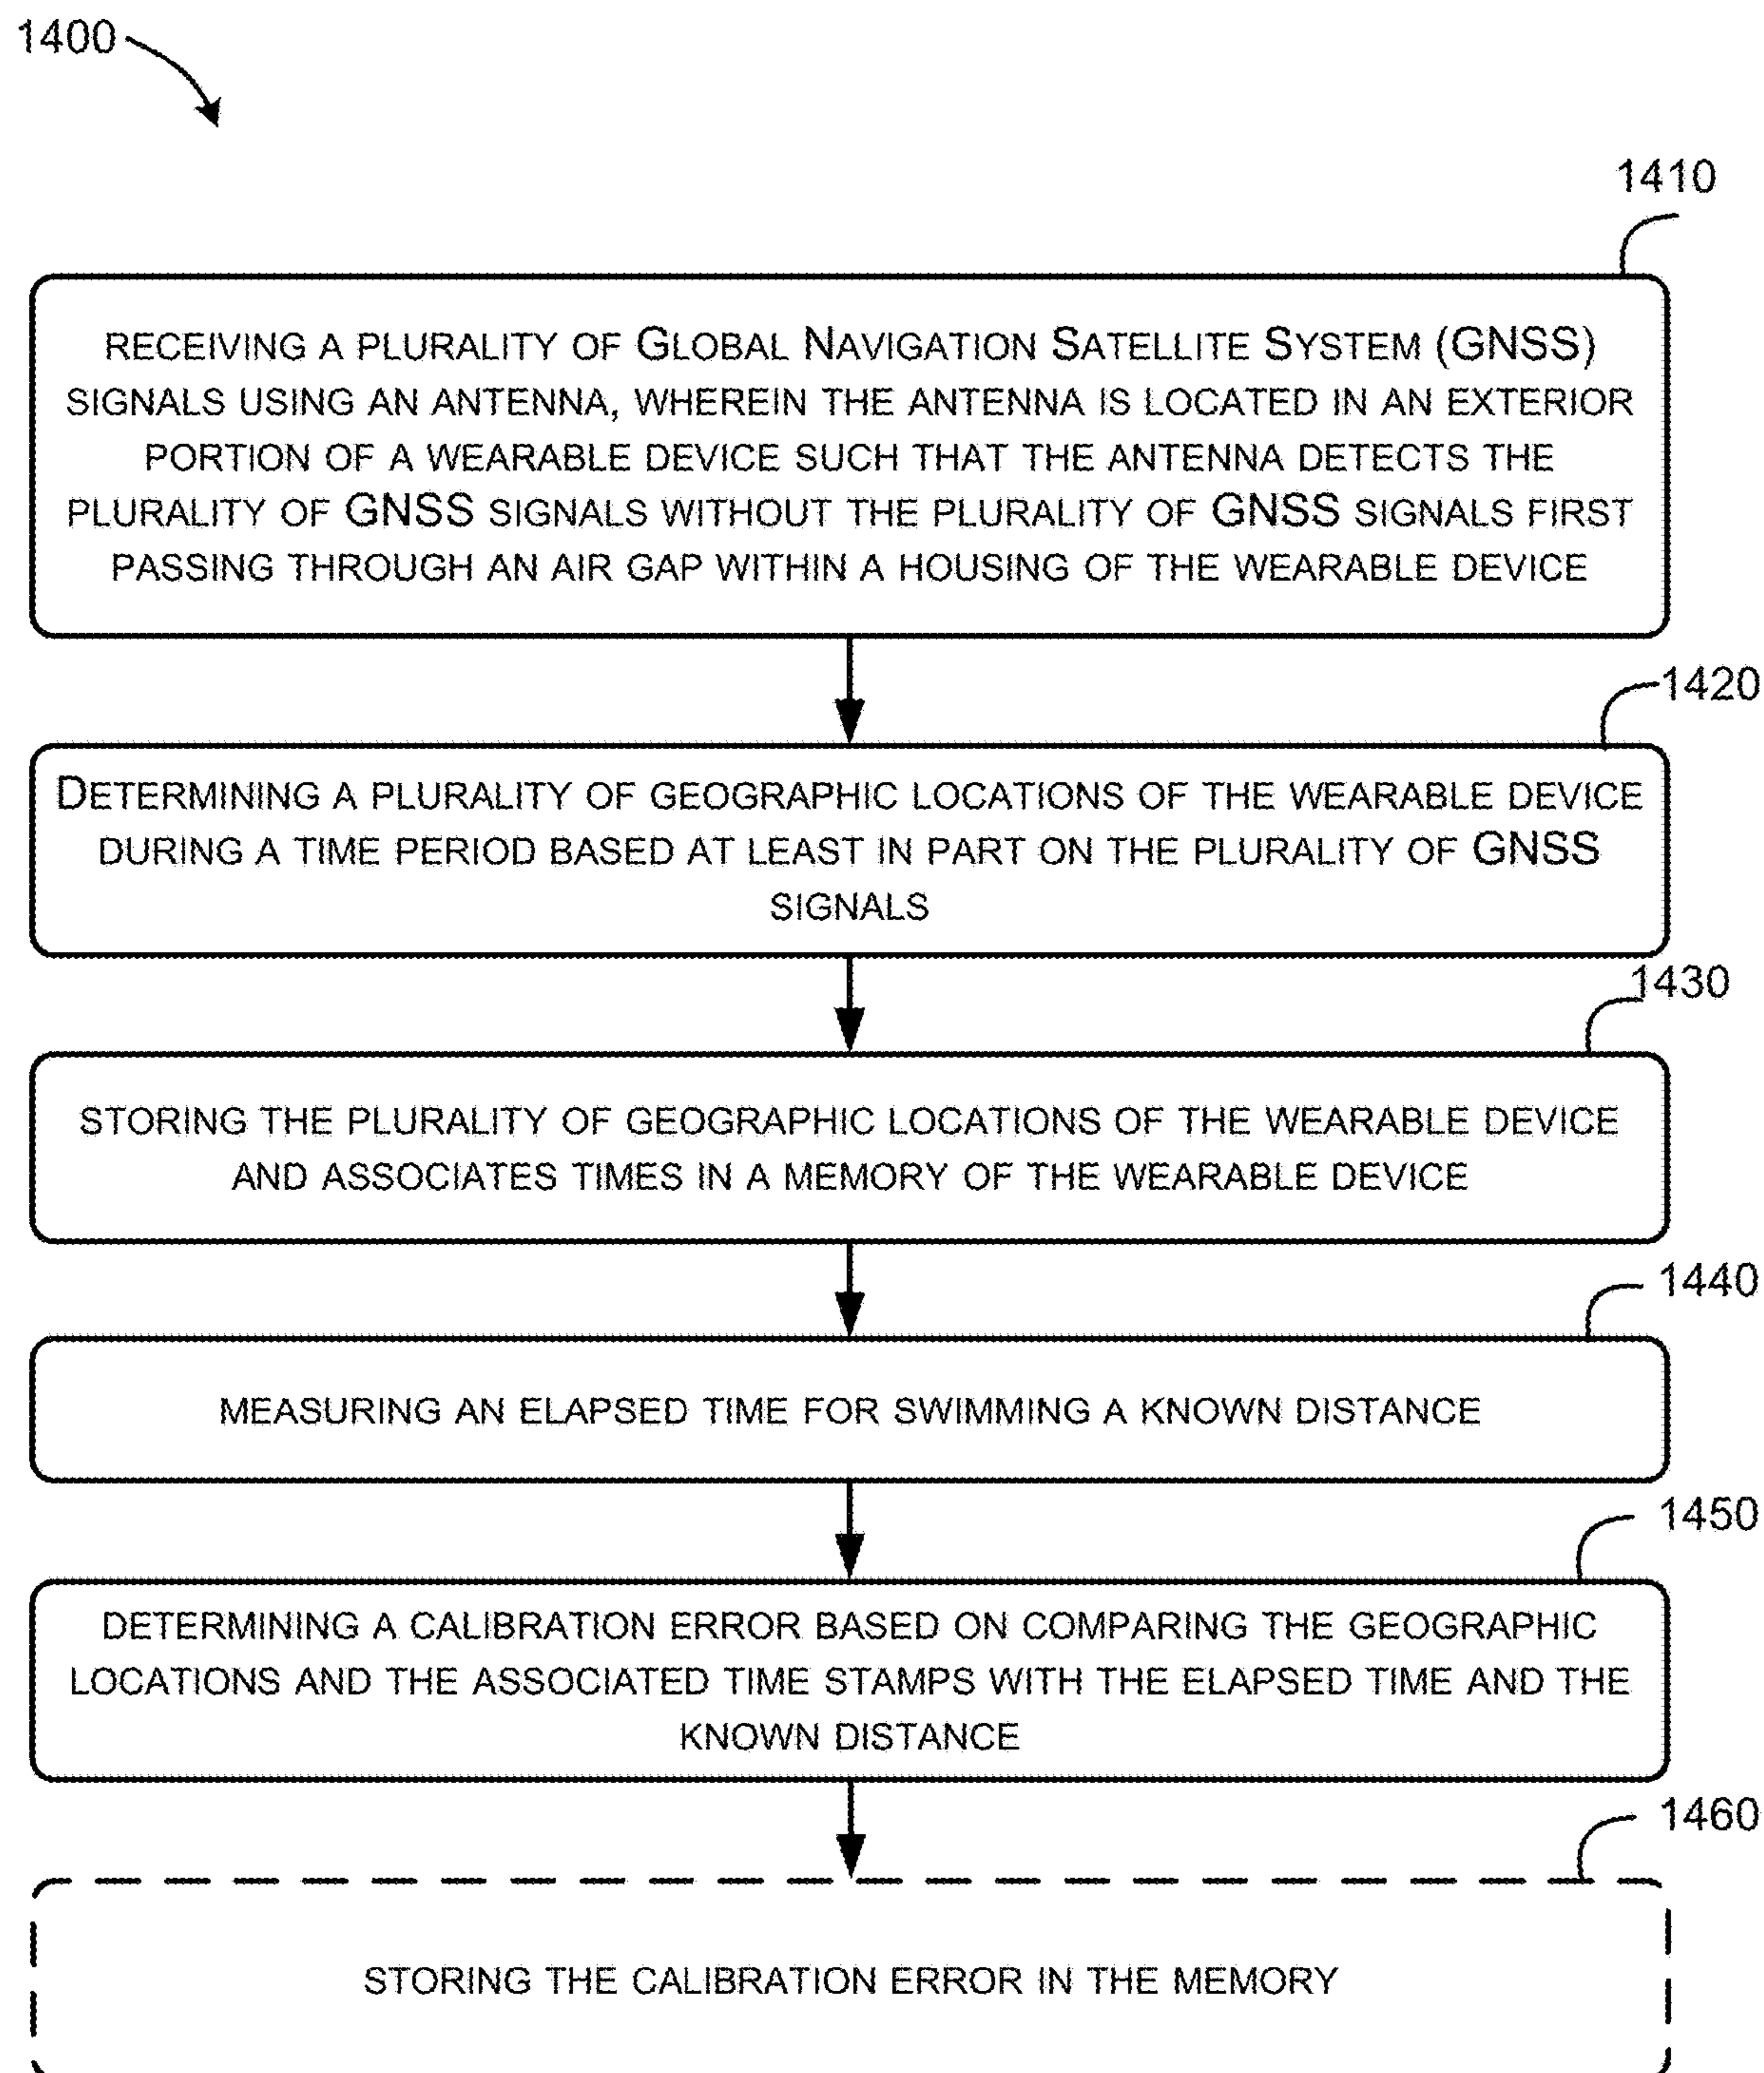 1400
1410
RECEIVING A PLURALITY OF GLOBAL NAVIGATION SATELLITE SYSTEM (GNSS)
SIGNALS USING AN ANTENNA, WHEREIN THE ANTENNA IS LOCATED IN AN EXTERIOR
PORTION OF A WEARABLE DEVICE SUCH THAT THE ANTENNA DETECTS THE
PLURALITY OF GNSS SIGNALS WITHOUT THE PLURALITY OF GNSS SIGNALS FIRST
PASSING THROUGH AN AIR GAP WITHIN A HOUSING OF THE WEARABLE DEVICE
1420
DETERMINING A PLURALITY OF GEOGRAPHIC LOCATIONS OF THE WEARABLE DEVICE
DURING A TIME PERIOD BASED AT LEAST IN PART ON THE PLURALITY OF GNSS
SIGNALS
1430
STORING THE PLURALITY OF GEOGRAPHIC LOCATIONS OF THE WEARABLE DEVICE
AND ASSOCIATES TIMES IN A MEMORY OF THE WEARABLE DEVICE
1440
MEASURING AN ELAPSED TIME FOR SWIMMING A KNOWN DISTANCE
1450
DETERMINING A CALIBRATION ERROR BASED ON COMPARING THE GEOGRAPHIC
LOCATIONS AND THE ASSOCIATED TIME STAMPS WITH THE ELAPSED TIME AND THE
KNOWN DISTANCE
1460
STORING THE CALIBRATION ERROR IN THE MEMORY